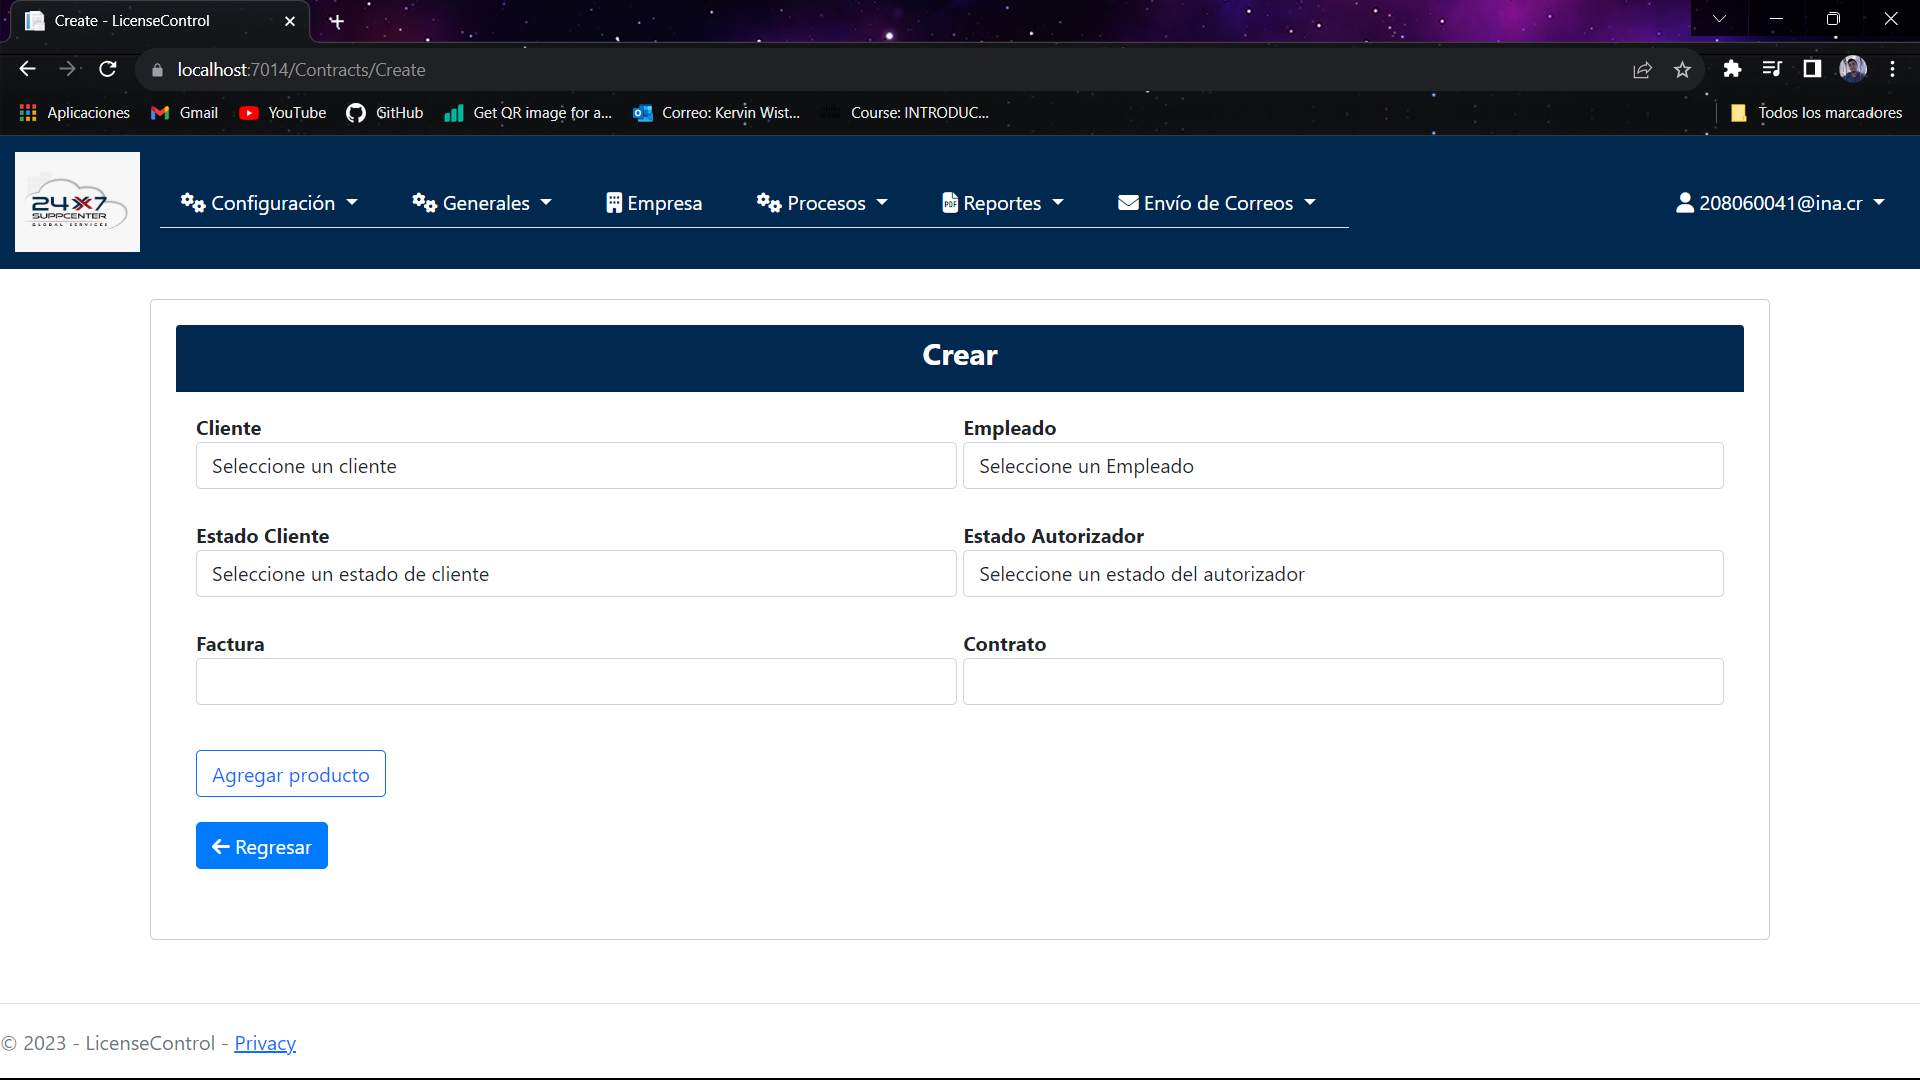 Create - LicenseControl
localhost:7014/Contracts/Create
Aplicaciones Gmail YouTube GitHub Get QR image for a... Correo: Kervin Wist... Course: INTRODUC... Todos los marcadores
24X7
SUPPCENTER
GLOBAL SERVICES
Configuración Generales Empresa Procesos PDF Reportes Envío de Correos 208060041@ina.cr
Crear
Cliente Empleado
Seleccione un cliente Seleccione un Empleado
Estado Cliente Estado Autorizador
Seleccione un estado de cliente Seleccione un estado del autorizador
Factura Contrato
Agregar producto
Regresar
© 2023 - LicenseControl - Privacy